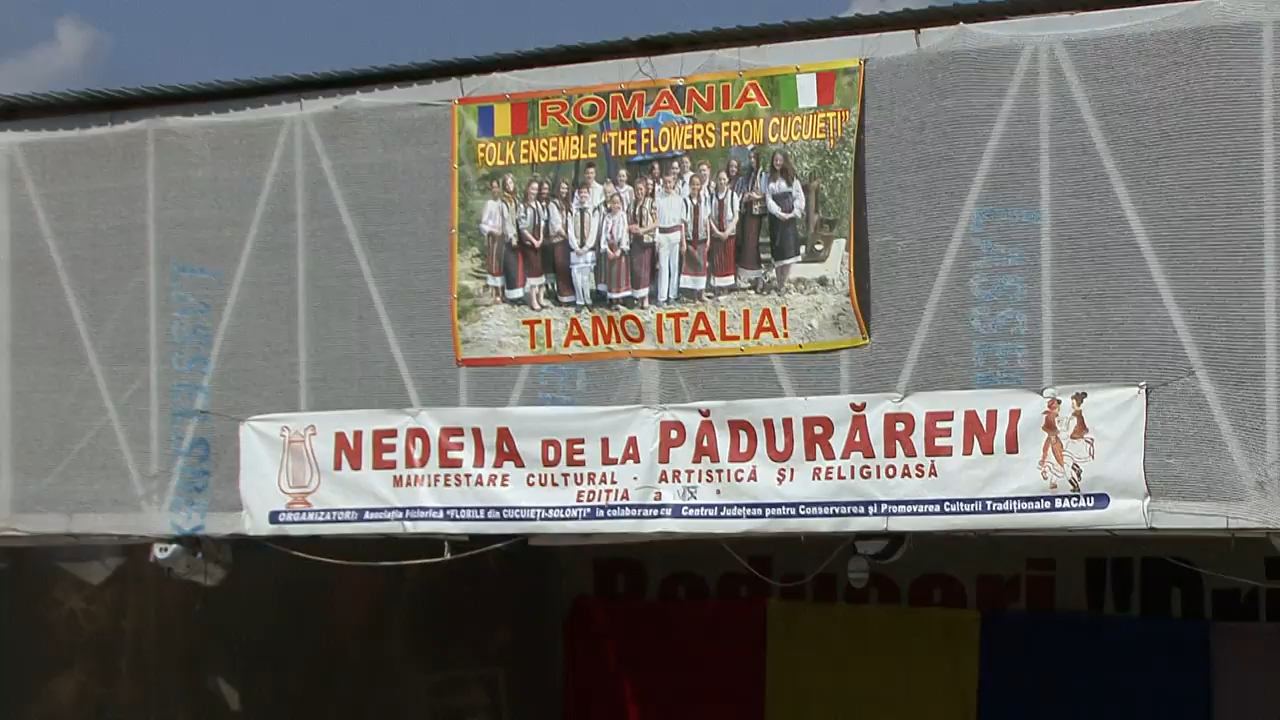 ROMANIA
FOLK ENSEMBLE "THE FLOWERS FROM CUCUIEȚI"
TI AMO ITALIA!
NEDEIA DE LA PĂDURĂRENI
MANIFESTARE CULTURAL - ARTISTICĂ ȘI RELIGIOASĂ
EDIȚIA a
ORGANIZATORI: Asociația Folclorică "FLORILE din CUCUIEȚI-SOLONȚ" în colaborare cu Centrul Județean pentru Conservarea și Promovarea Culturii Tradiționale BACĂU